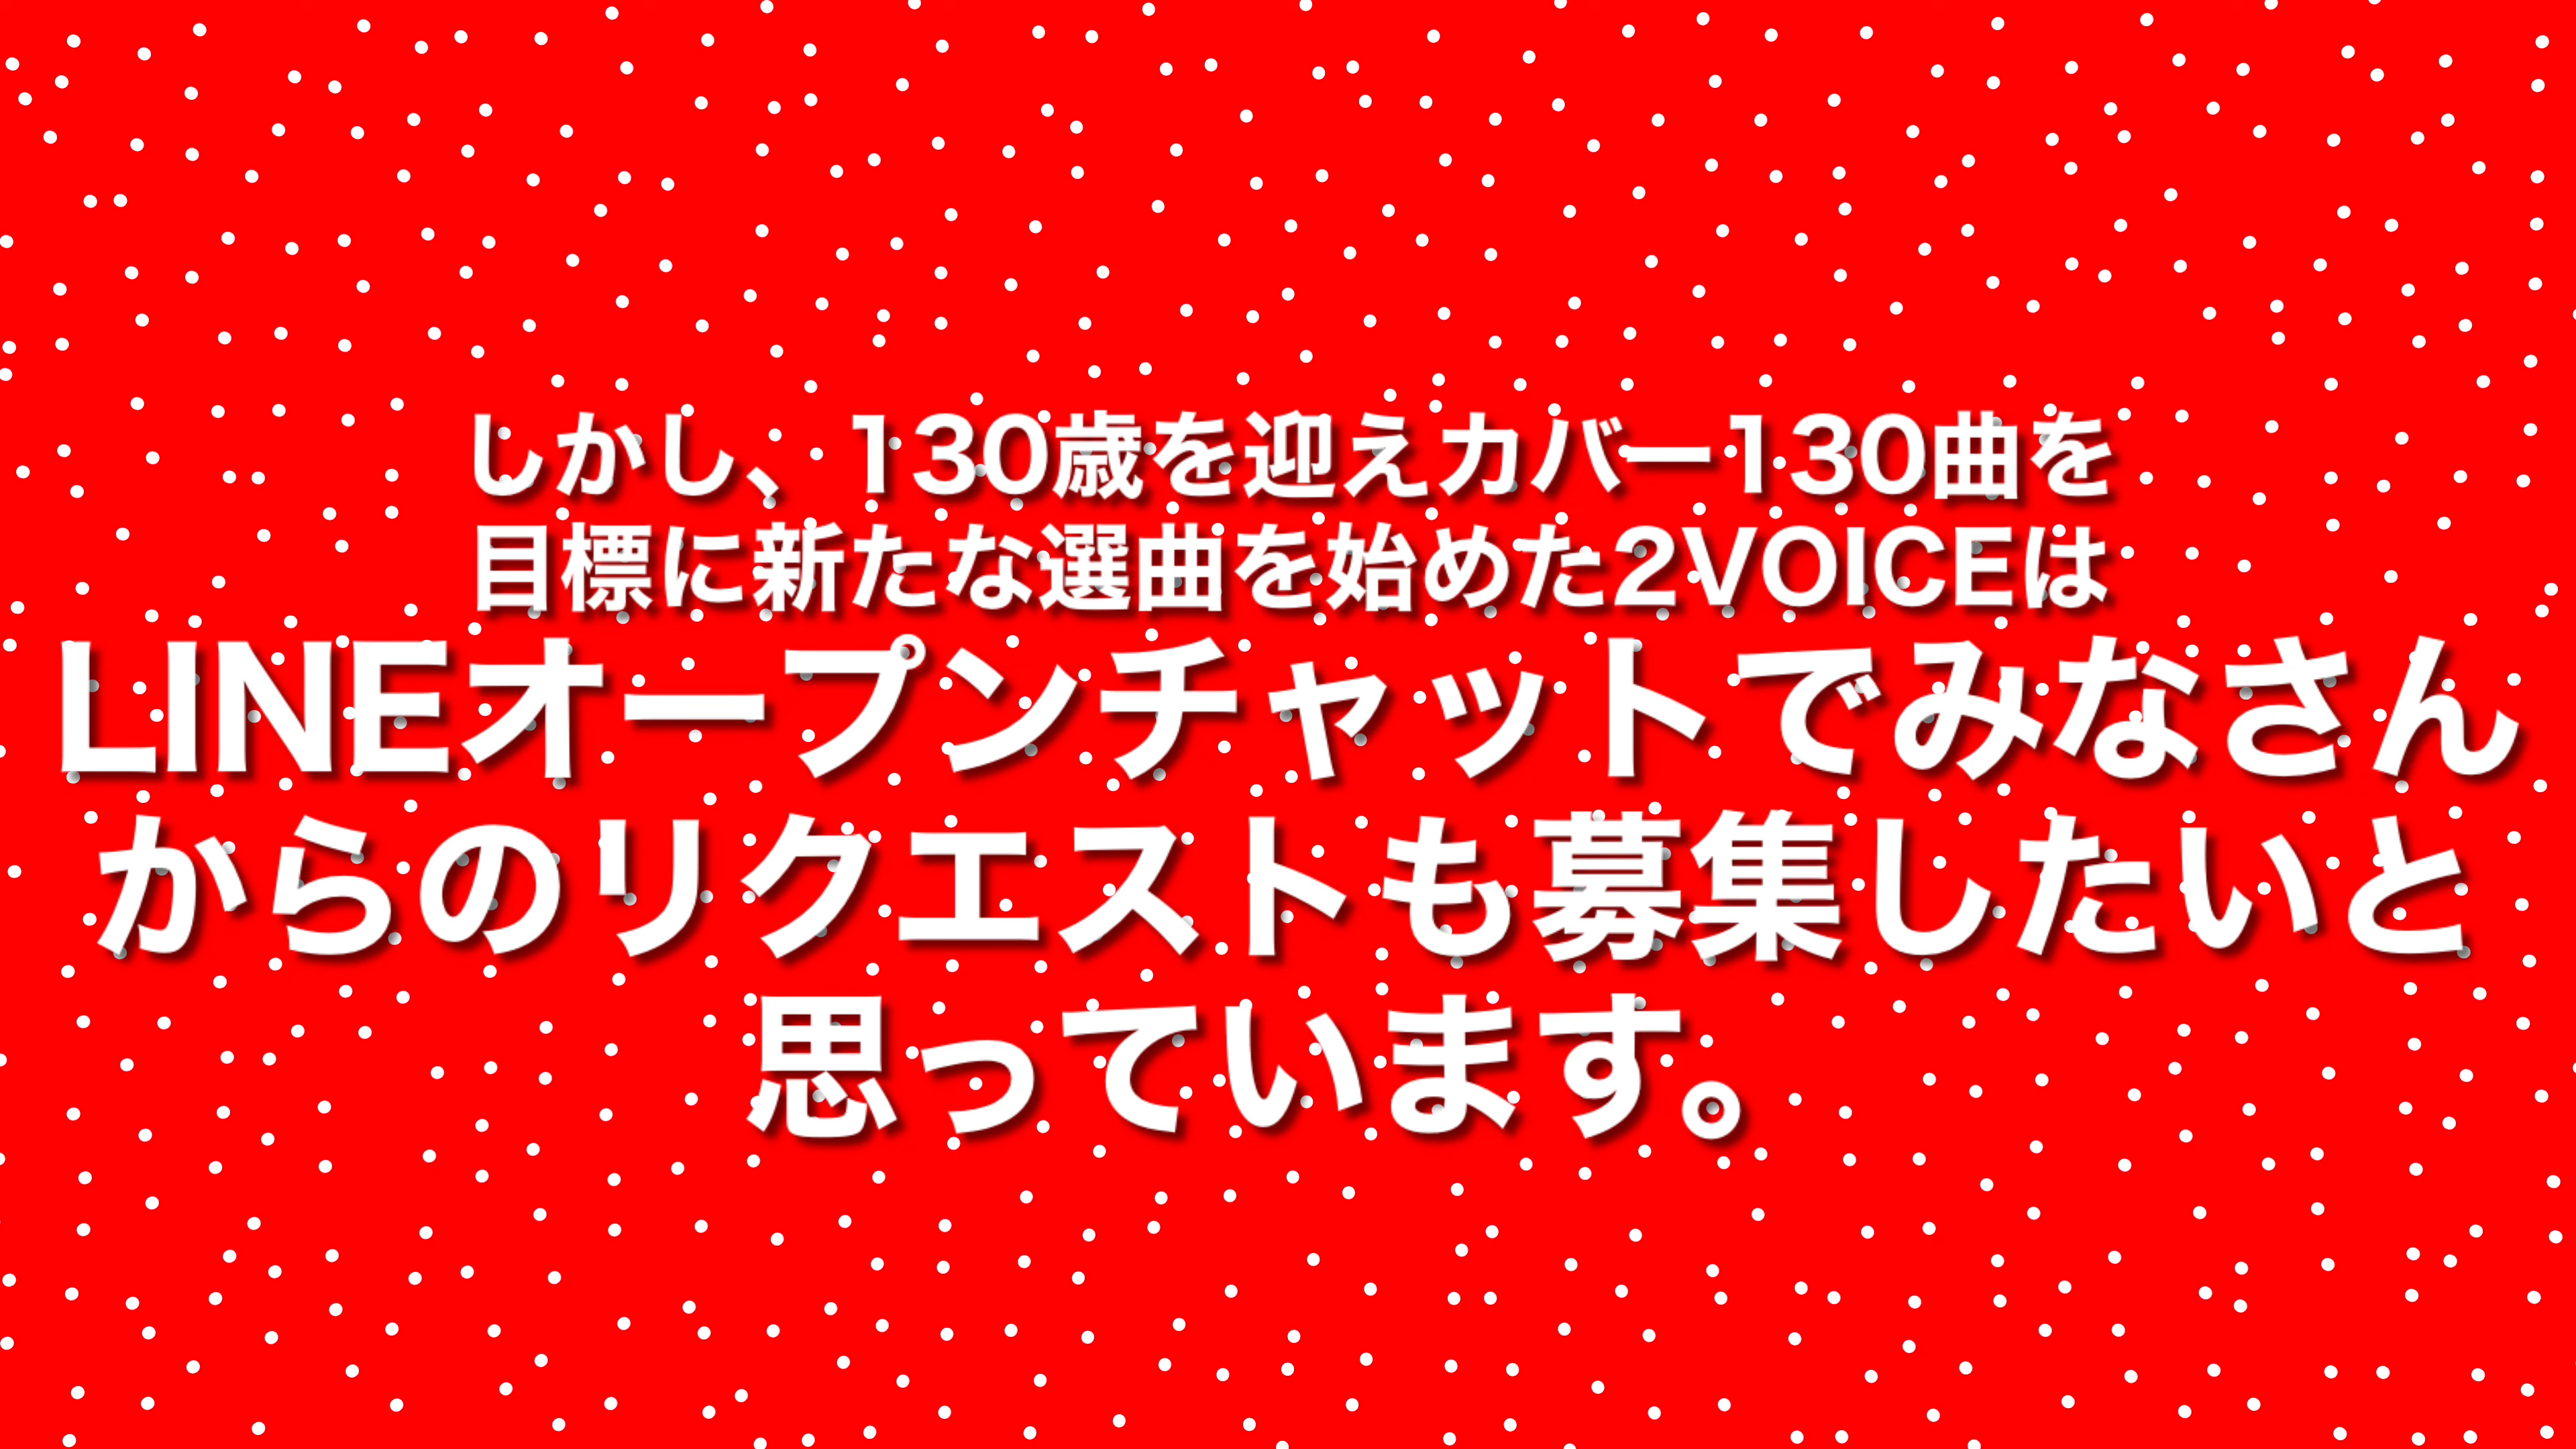 しかし、130歳を迎えカバー130曲を
目標に新たな選曲を始めた2VOICEは
LINEオープンチャットでみなさん
からのリクエストも募集したいと
思っています。